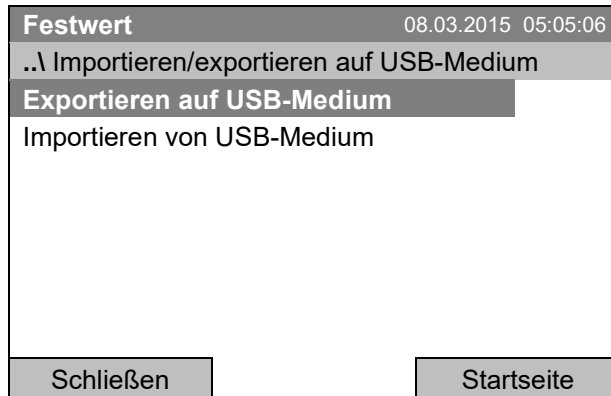 Festwert 08.03.2015 05:05:06
..\ Importieren/exportieren auf USB-Medium
Exportieren auf USB-Medium
Importieren von USB-Medium
Schließen Startseite